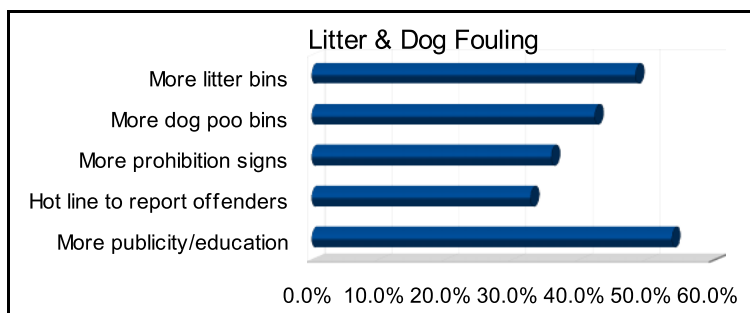 Litter & Dog Fouling
More litter bins
More dog poo bins
More prohibition signs
Hot line to report offenders
More publicity/education
0.0% 10.0% 20.0% 30.0% 40.0% 50.0% 60.0%